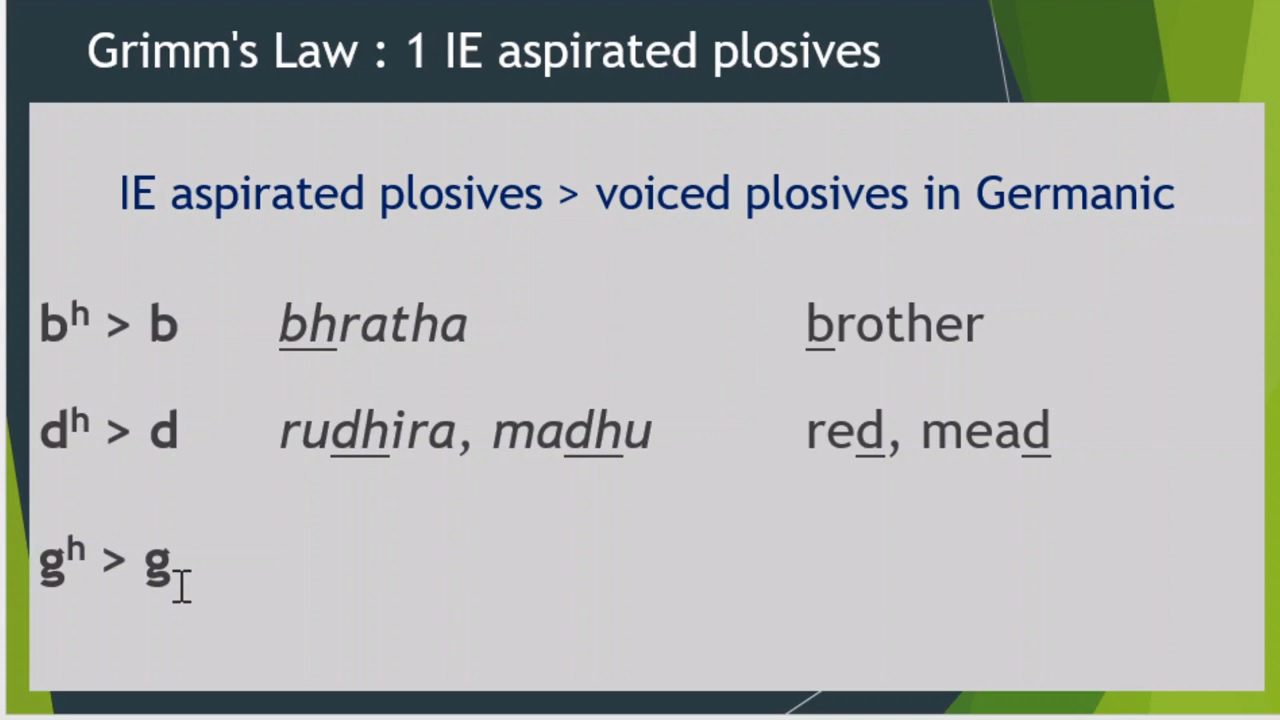 Grimm's Law : 1 IE aspirated plosives
IE aspirated plosives > voiced plosives in Germanic
bʰ > b bhratha brother
dʰ > d rudhira, madhu red, mead
gʰ > g